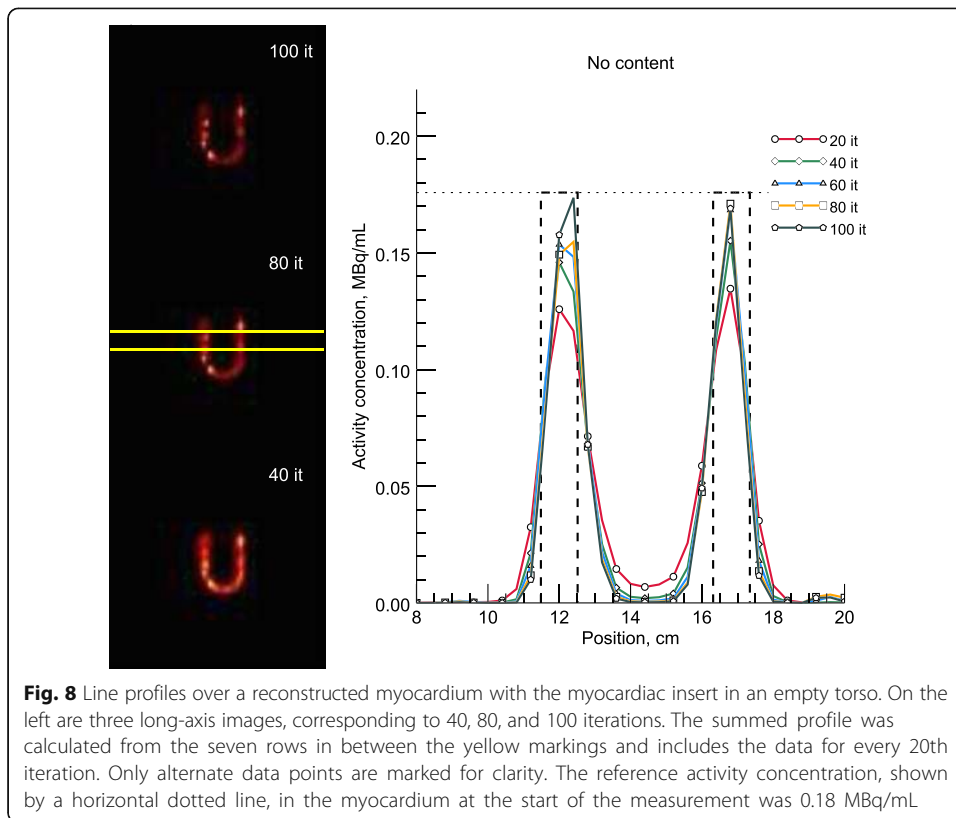 100 it
80 it
40 it
No content
Activity concentration, MBq/mL
0.20
0.15
0.10
0.05
0.00
8 10 12 14 16 18 20
Position, cm
20 it
40 it
60 it
80 it
100 it
Fig. 8 Line profiles over a reconstructed myocardium with the myocardiac insert in an empty torso. On the
left are three long-axis images, corresponding to 40, 80, and 100 iterations. The summed profile was
calculated from the seven rows in between the yellow markings and includes the data for every 20th
iteration. Only alternate data points are marked for clarity. The reference activity concentration, shown
by a horizontal dotted line, in the myocardium at the start of the measurement was 0.18 MBq/mL